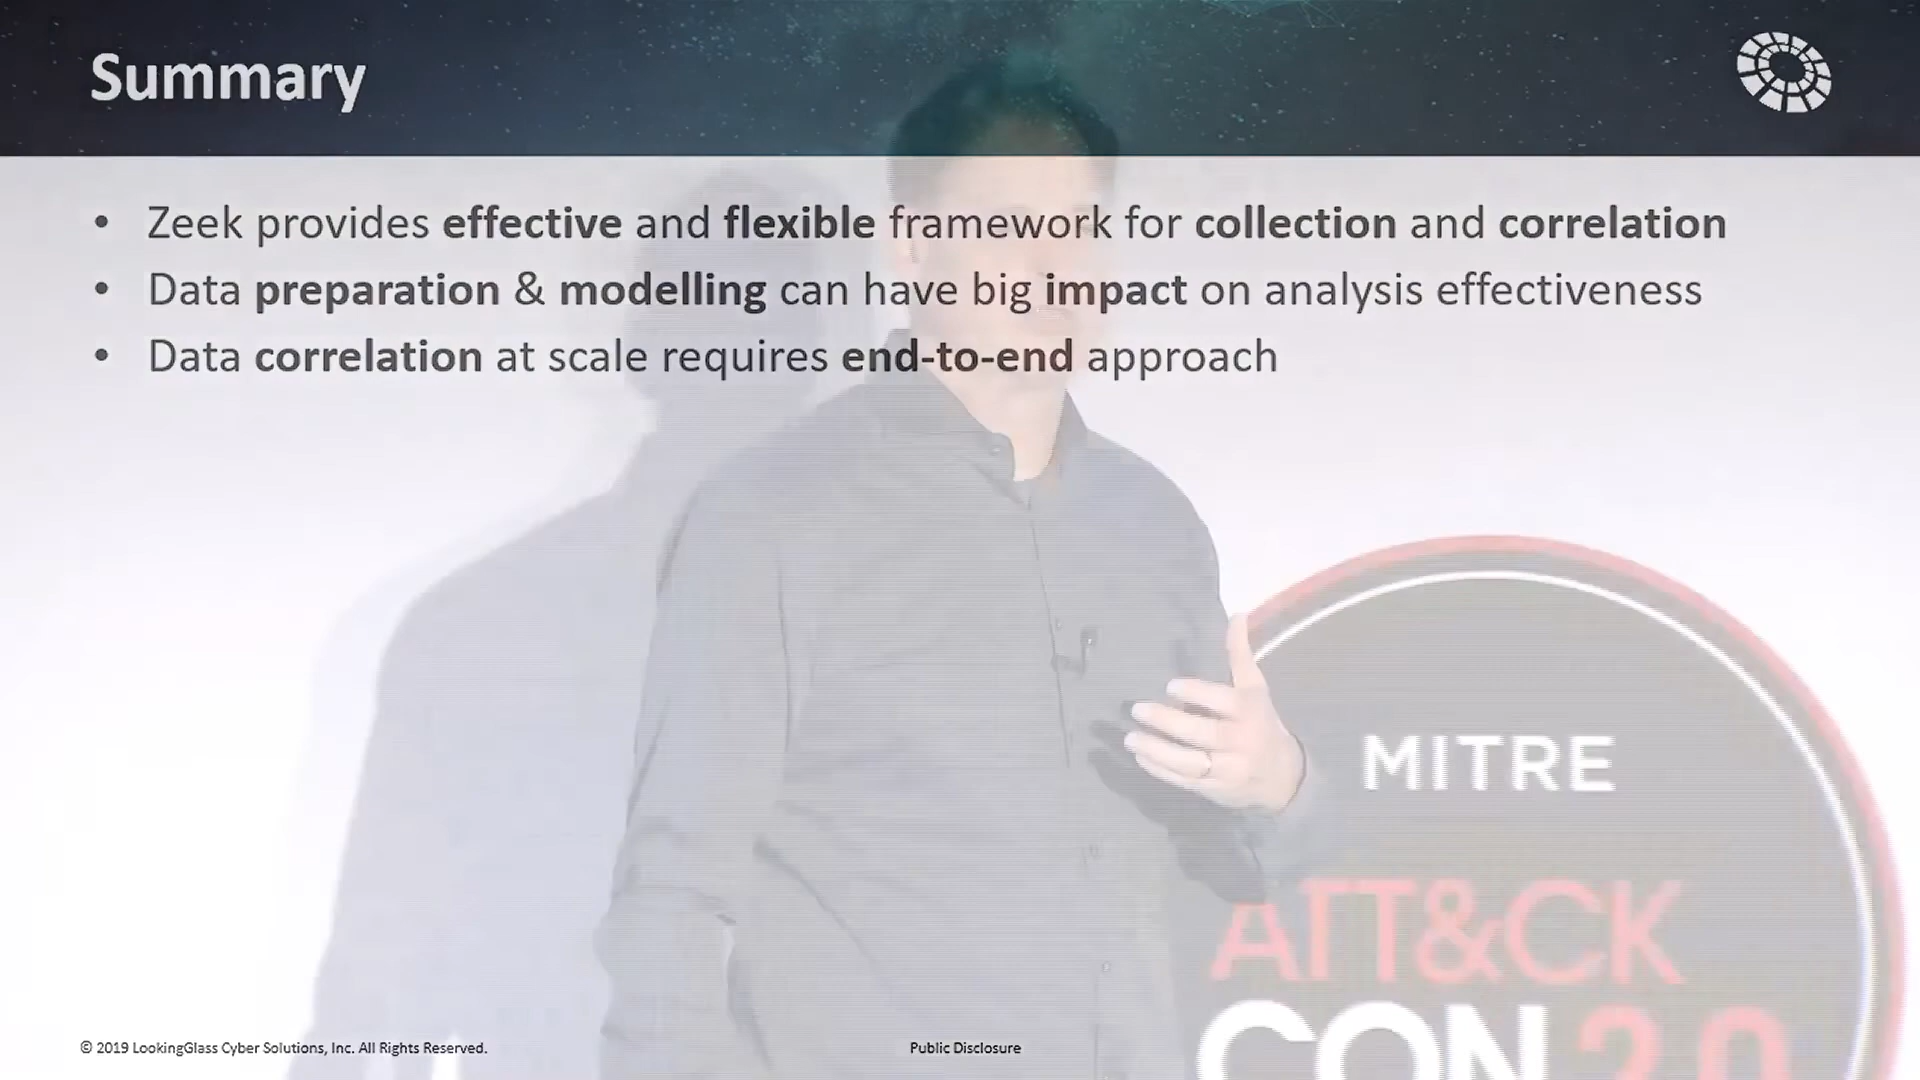 Summary
• Zeek provides effective and flexible framework for collection and correlation
• Data preparation & modelling can have big impact on analysis effectiveness
• Data correlation at scale requires end-to-end approach
MITRE
ATT&CK
CON 2.0
© 2019 LookingGlass Cyber Solutions, Inc. All Rights Reserved.
Public Disclosure